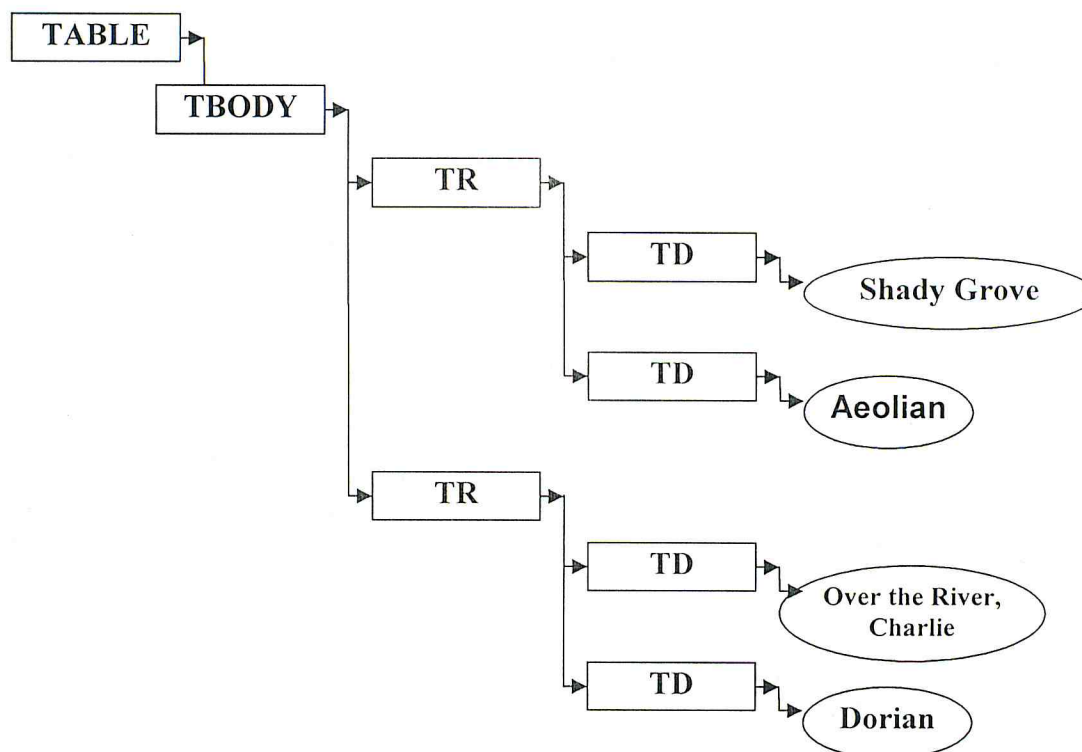 TABLE
TBODY
TR
TD
Shady Grove
TD
Aeolian
TR
TD
Over the River,
Charlie
TD
Dorian